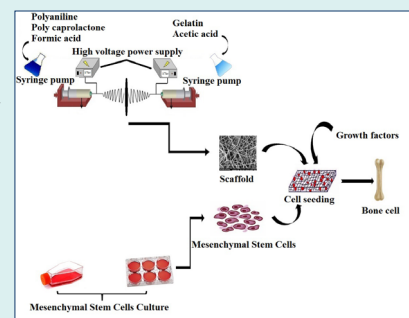 Polyaniline
Poly caprolactone
Formic acid
Gelatin
Acetic acid
High voltage power supply
Syringe pump
Syringe pump
Growth factors
Scaffold
Cell seeding
Bone cell
Mesenchymal Stem Cells
Mesenchymal Stem Cells Culture